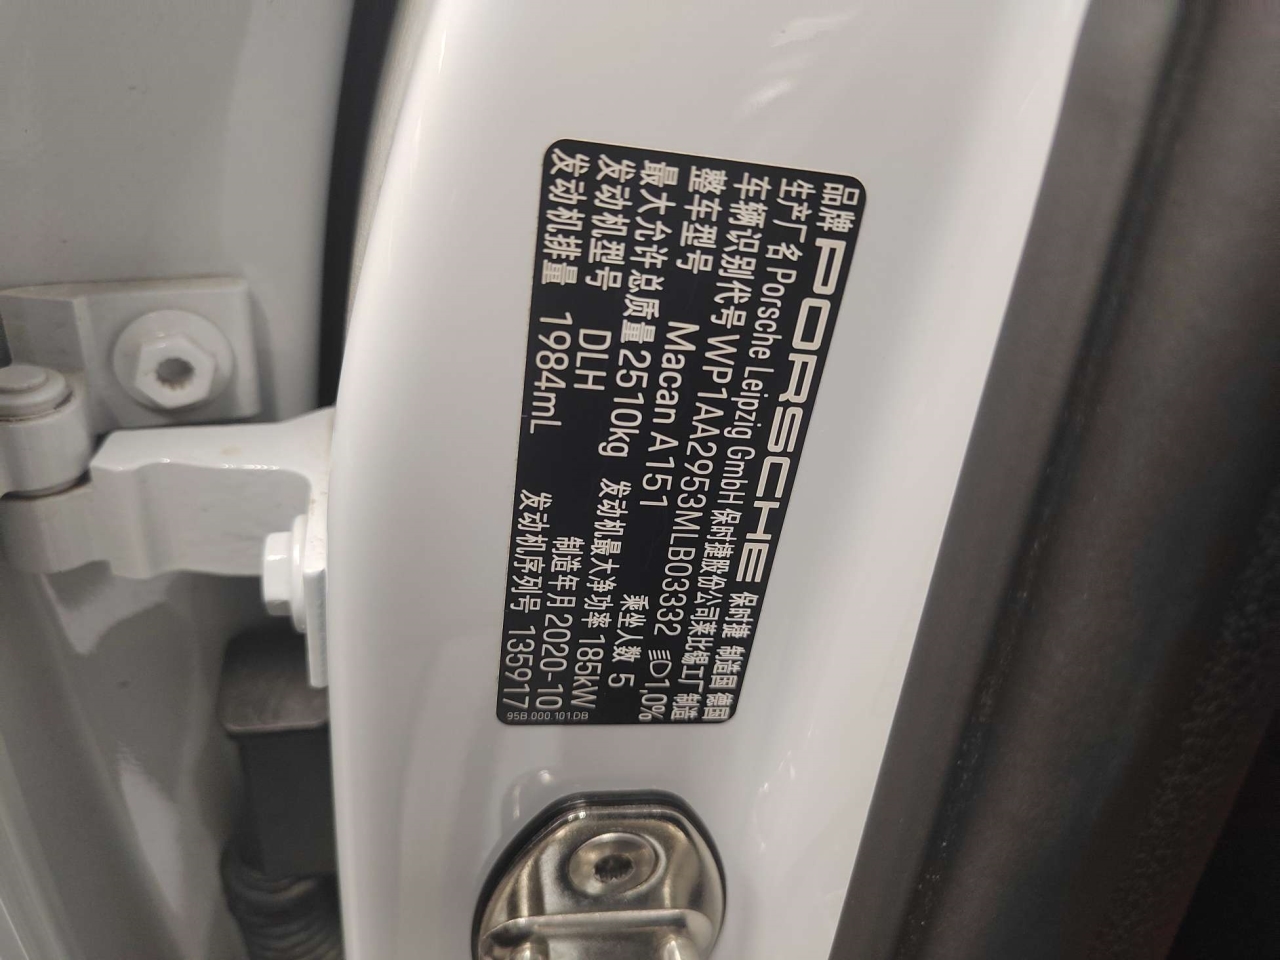 品牌 PORSCHE 保时捷 制造国 德国
生产厂名 Porsche Leipzig GmbH 保时捷股份公司莱比锡工厂 制造
车辆识别代号 WP1AA2953MLB03332 1,0%
整车型号 Macan A151 乘坐人数 5
最大允许总质量 2510kg 发动机最大净功率 185kW
发动机型号 DLH 制造年月 2020-10
发动机排量 1984mL 发动机序列号 135917
95B.000.101.DB